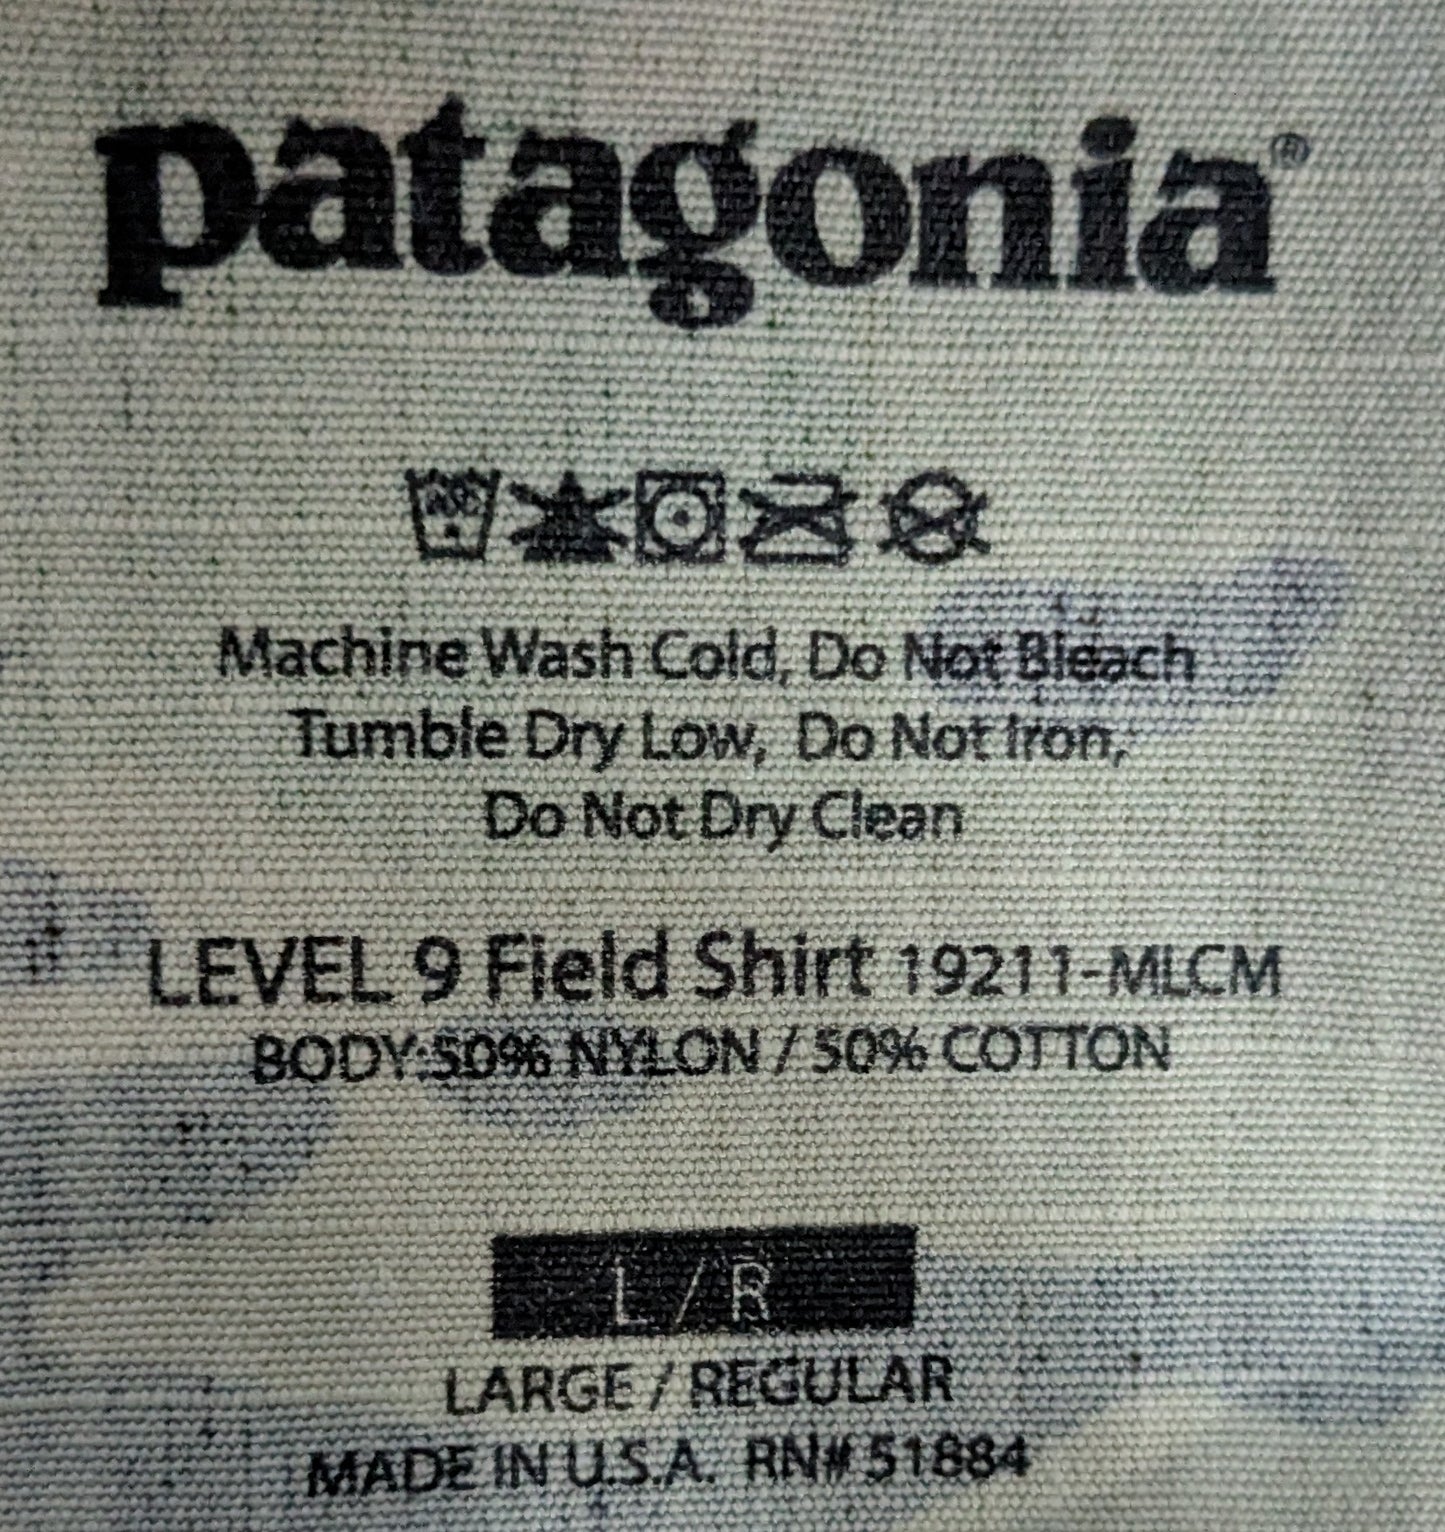 patagonia®
Machine Wash Cold, Do Not Bleach
Tumble Dry Low, Do Not Iron,
Do Not Dry Clean
LEVEL 9 Field Shirt 19211-MLCM
BODY:50% NYLON / 50% COTTON
L / R
LARGE / REGULAR
MADE IN U.S.A. RN# 51884